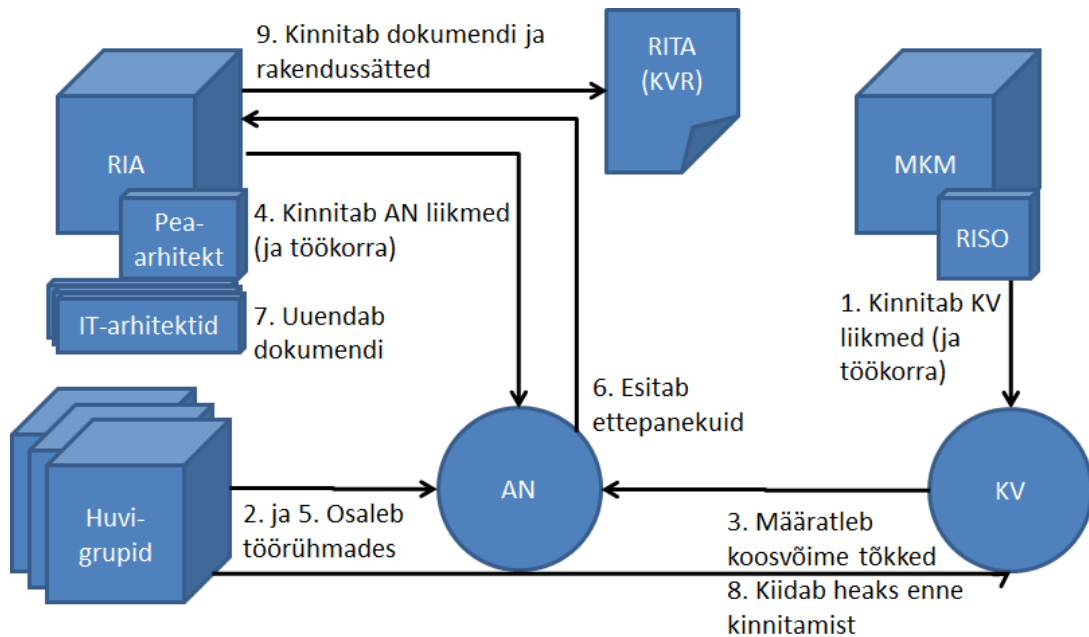 9. Kinnitab dokumendi ja
rakendussätted
RITA
(KVR)
RIA
MKM
Pea-
arhitekt
4. Kinnitab AN liikmed
(ja töökorra)
RISO
IT-arhitektid
7. Uuendab
dokumendi
1. Kinnitab KV
liikmed (ja
töökorra)
6. Esitab
ettepanekuid
AN
KV
Huvi-
grupid
2. ja 5. Osaleb
töörühmades
3. Määratleb
koosvõime tõkked
8. Kiidab heaks enne
kinnitamist